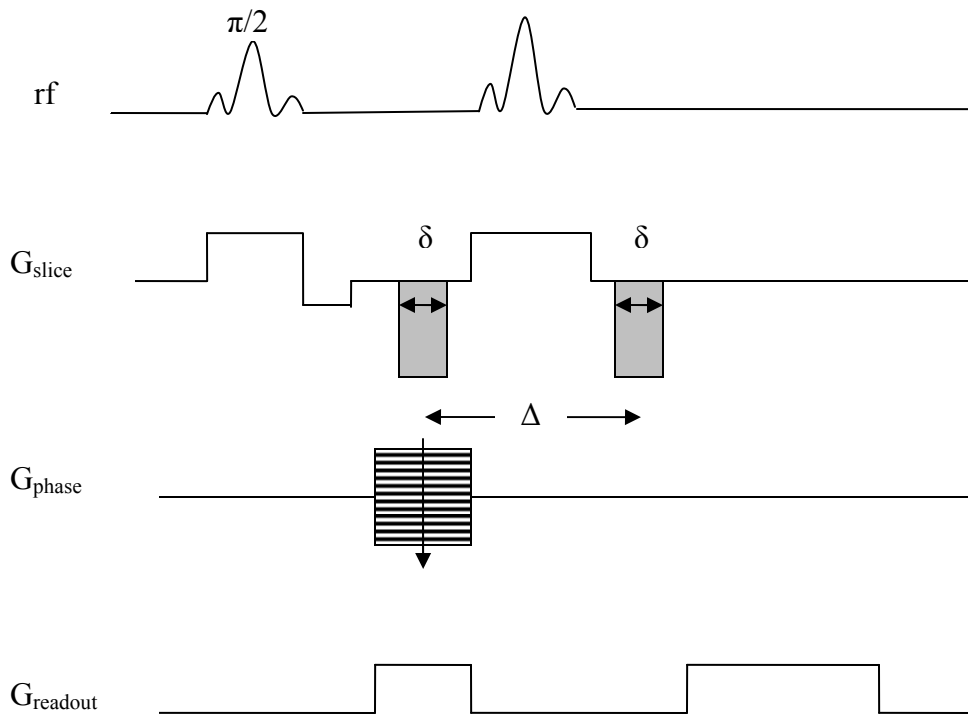 π/2
rf
δ δ
G_slice
Δ
G_phase
G_readout